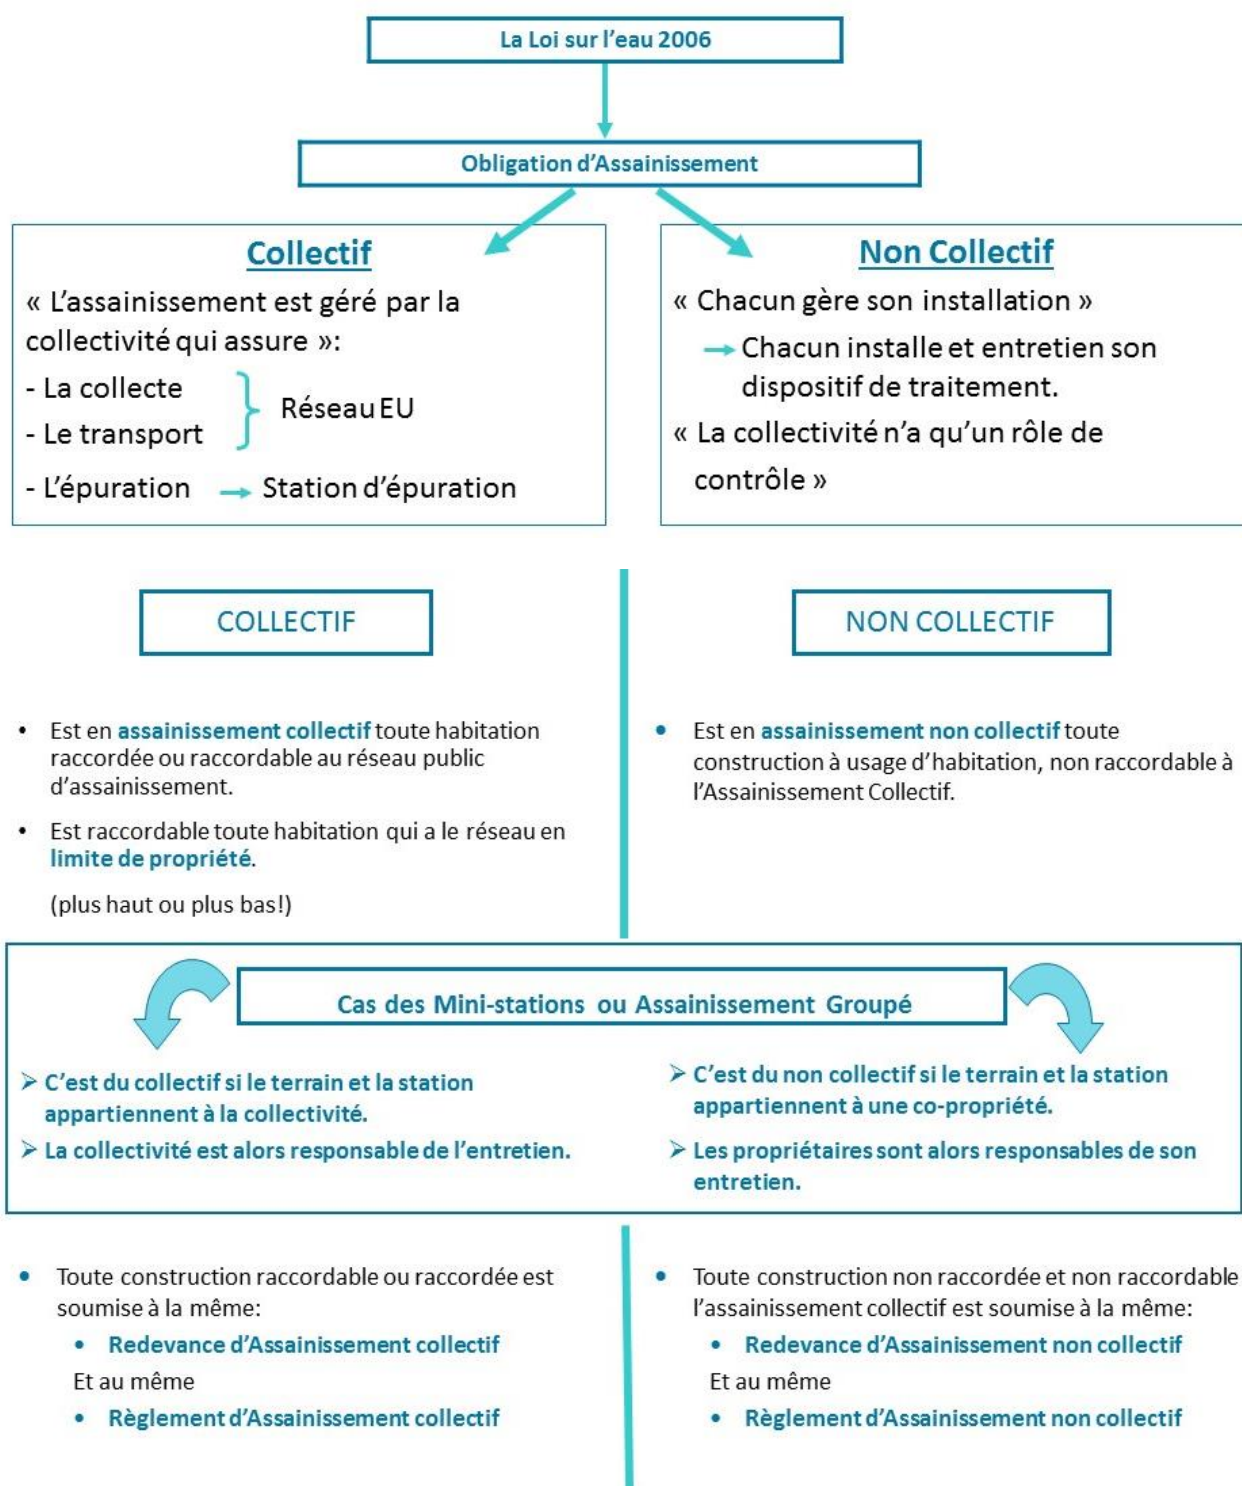 La Loi sur l’eau 2006
Obligation d’Assainissement
Collectif
« L’assainissement est géré par la
collectivité qui assure »:
- La collecte
- Le transport
Réseau EU
- L’épuration
Station d’épuration
Non Collectif
« Chacun gère son installation »
Chacun installe et entretien son
dispositif de traitement.
« La collectivité n’a qu’un rôle de
contrôle »
COLLECTIF
• Est en assainissement collectif toute habitation
raccordée ou raccordable au réseau public
d’assainissement.
• Est raccordable toute habitation qui a le réseau en
limite de propriété.
(plus haut ou plus bas!)
NON COLLECTIF
• Est en assainissement non collectif toute
construction à usage d’habitation, non raccordable à
l’Assainissement Collectif.
Cas des Mini-stations ou Assainissement Groupé
➢ C’est du collectif si le terrain et la station
appartiennent à la collectivité.
➢ La collectivité est alors responsable de l’entretien.
➢ C’est du non collectif si le terrain et la station
appartiennent à une co-propriété.
➢ Les propriétaires sont alors responsables de son
entretien.
• Toute construction raccordable ou raccordée est
soumise à la même:
• Redevance d’Assainissement collectif
Et au même
• Règlement d’Assainissement collectif
• Toute construction non raccordée et non raccordable
l’assainissement collectif est soumise à la même:
• Redevance d’Assainissement non collectif
Et au même
• Règlement d’Assainissement non collectif